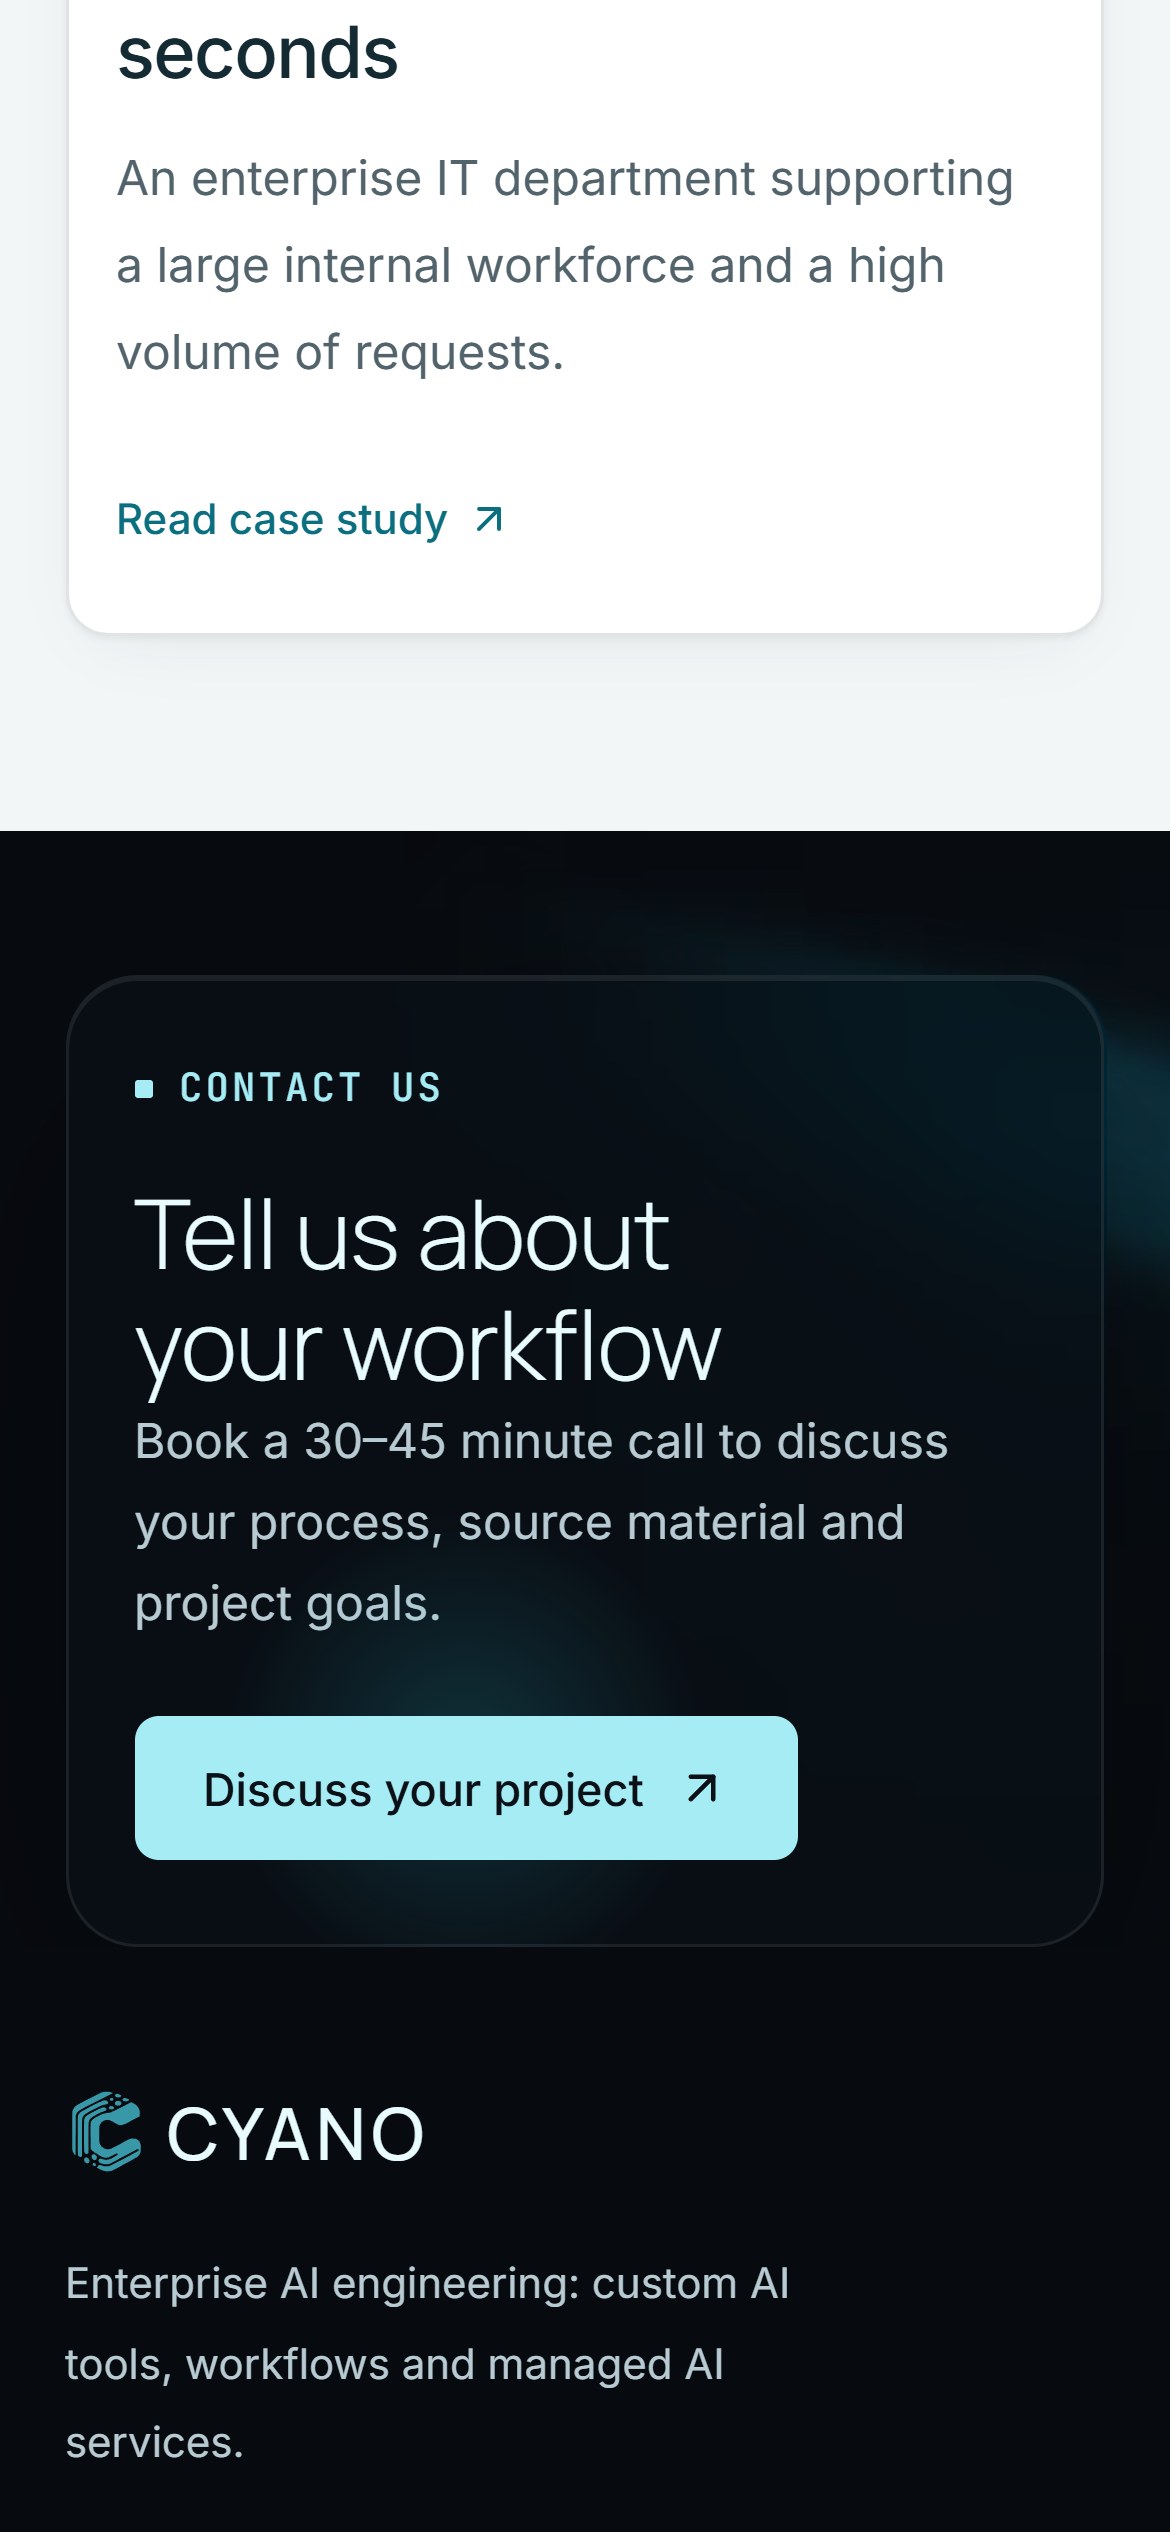 seconds
An enterprise IT department supporting
a large internal workforce and a high
volume of requests.
Read case study
CONTACT US
Tell us about
your workflow
Book a 30–45 minute call to discuss
your process, source material and
project goals.
Discuss your project
CYANO
Enterprise AI engineering: custom AI
tools, workflows and managed AI
services.